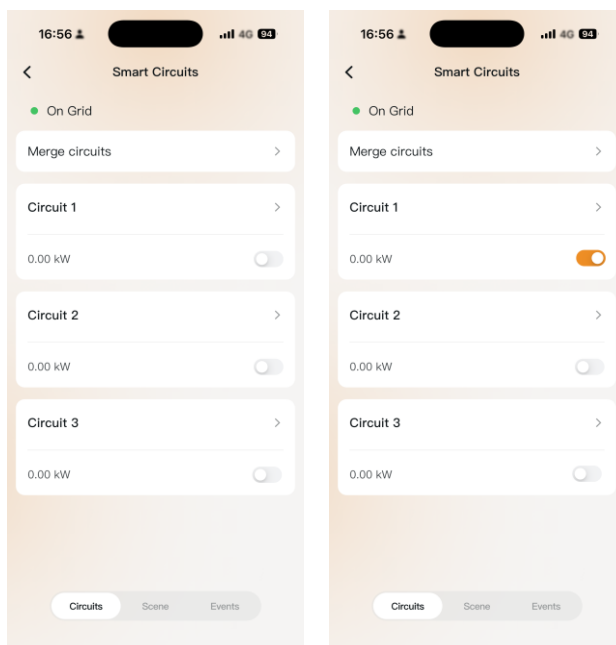 16:56 4G 94
Smart Circuits
On Grid
Merge circuits
Circuit 1
0.00 kW
Circuit 2
0.00 kW
Circuit 3
0.00 kW
Circuits Scene Events
16:56 4G 94
Smart Circuits
On Grid
Merge circuits
Circuit 1
0.00 kW
Circuit 2
0.00 kW
Circuit 3
0.00 kW
Circuits Scene Events